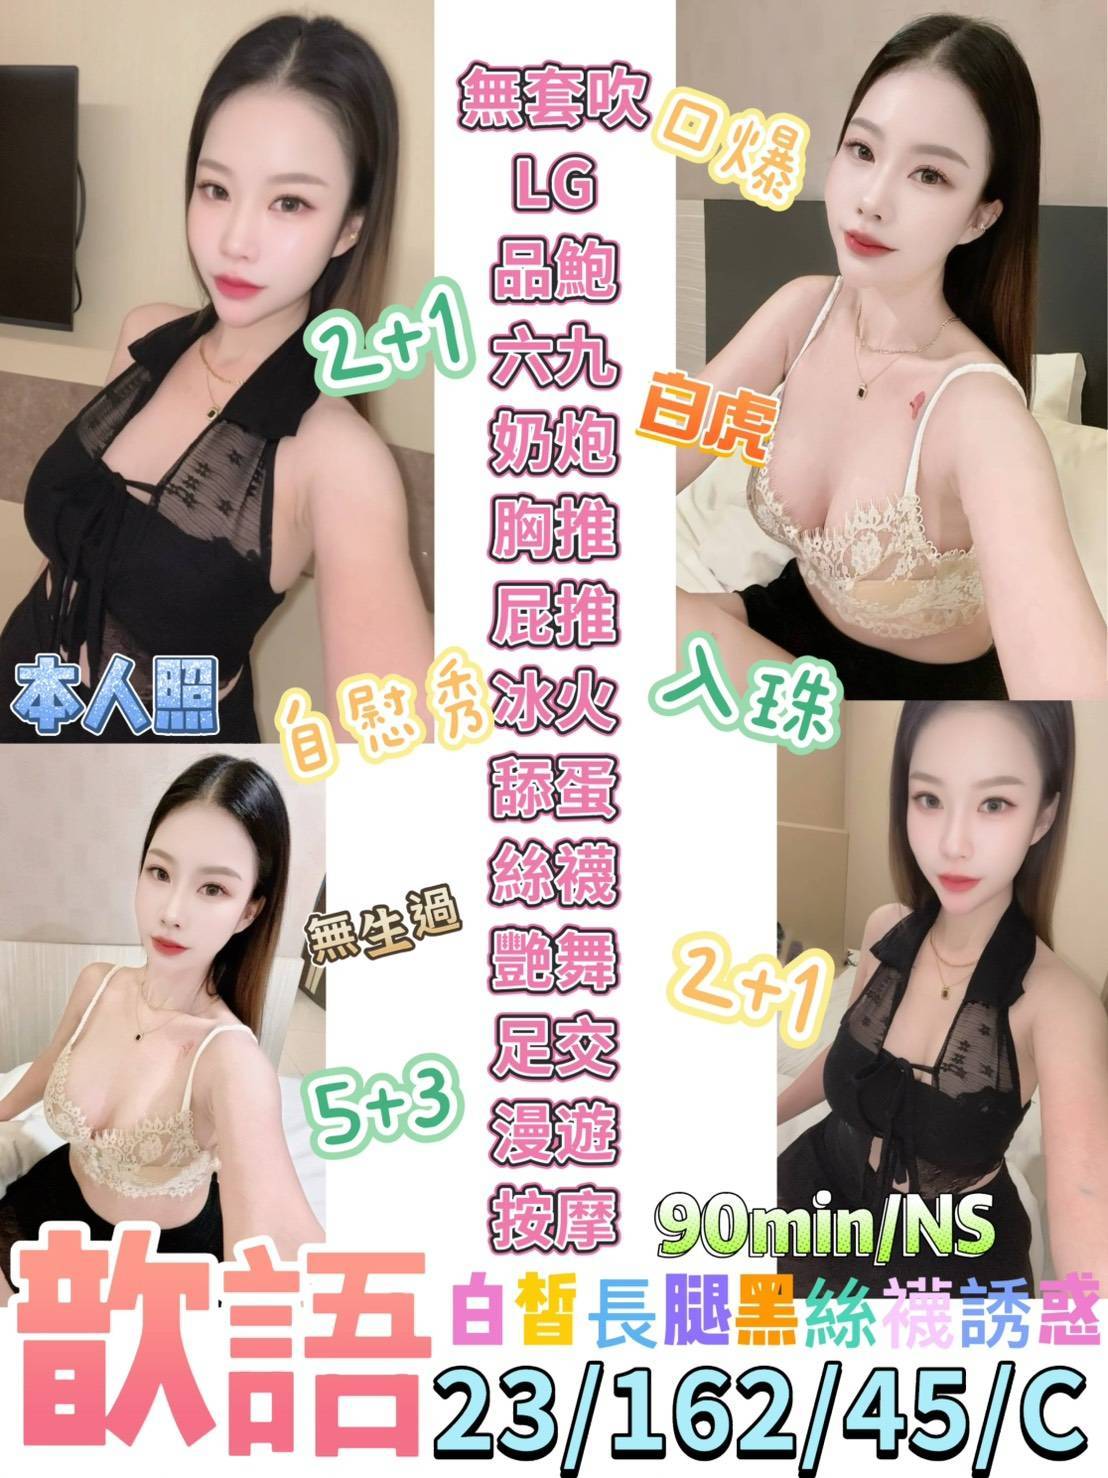 無套吹
口爆
LG
品鮑
2+1
六九
白虎
奶炮
胸推
屁推
本人照
自慰秀
冰火
入珠
舔蛋
絲襪
無生過
豔舞
2+1
足交
5+3
漫遊
按摩
90min/NS
歆語
白皙長腿黑絲襪誘惑
23/162/45/C